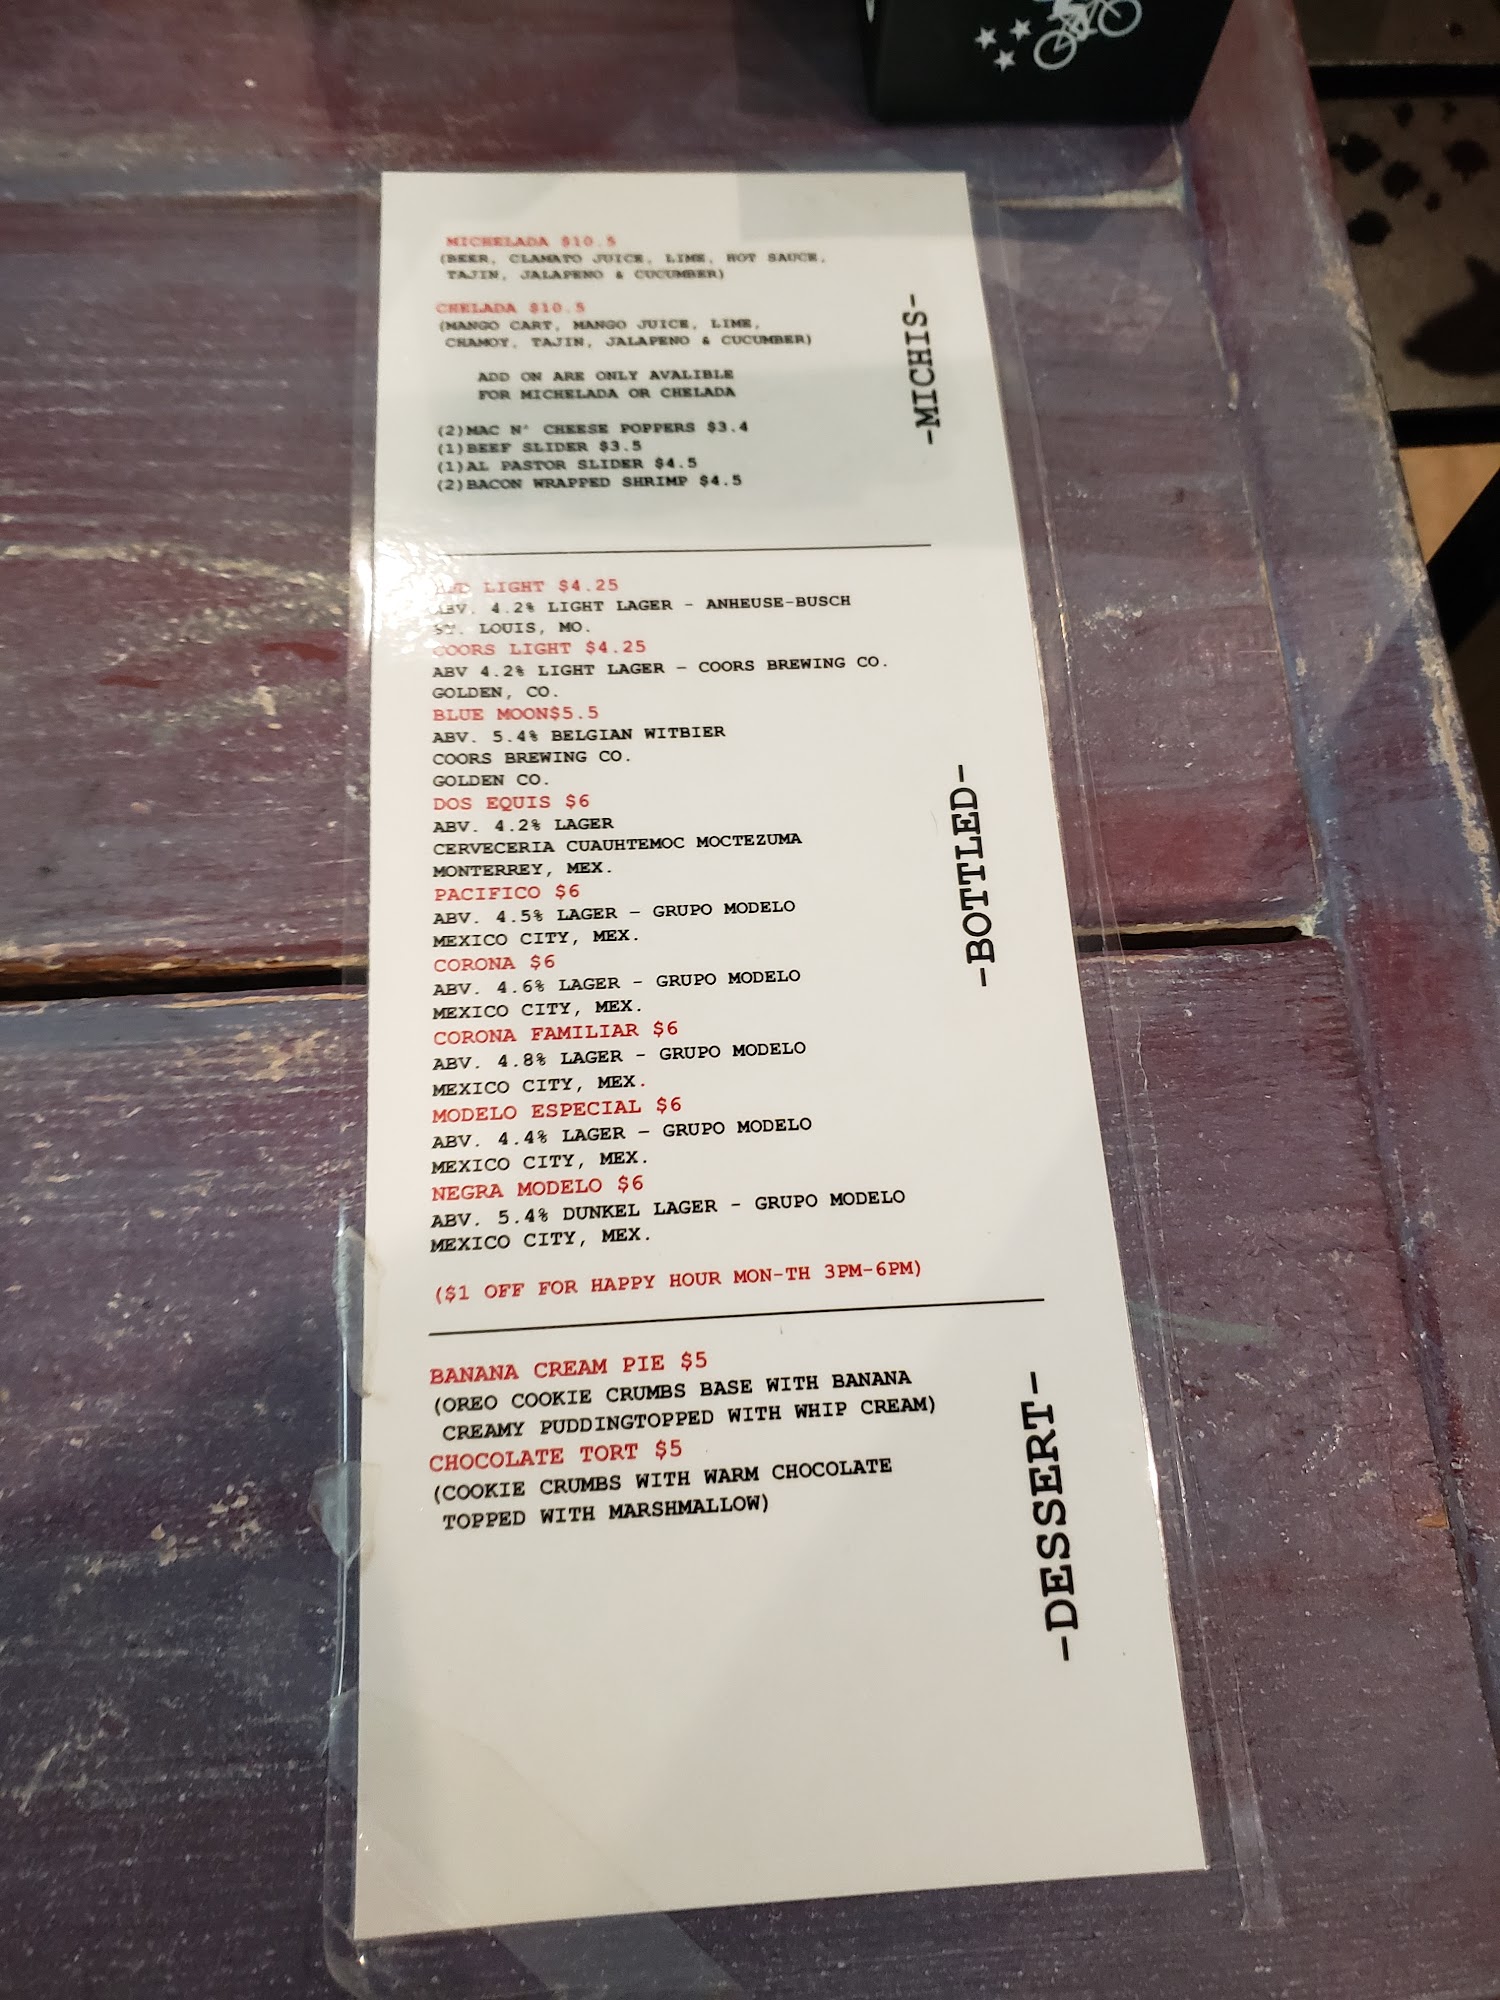 MICHELADA $10.5
(BEER, CLAMATO JUICE, LIME, HOT SAUCE,
TAJIN, JALAPENO & CUCUMBER)
CHELADA $10.5
(MANGO CART, MANGO JUICE, LIME,
CHAMOY, TAJIN, JALAPENO & CUCUMBER)
ADD ON ARE ONLY AVALIBLE
FOR MICHELADA OR CHELADA
(2)MAC N' CHEESE POPPERS $3.4
(1)BEEF SLIDER $3.5
(1)AL PASTOR SLIDER $4.5
(2)BACON WRAPPED SHRIMP $4.5
-MICHIS-
LIGHT $4.25
ABV. 4.2% LIGHT LAGER - ANHEUSE-BUSCH
ST. LOUIS, MO.
COORS LIGHT $4.25
ABV 4.2% LIGHT LAGER - COORS BREWING CO.
GOLDEN, CO.
BLUE MOON$5.5
ABV. 5.4% BELGIAN WITBIER
COORS BREWING CO.
GOLDEN CO.
DOS EQUIS $6
ABV. 4.2% LAGER
CERVECERIA CUAUHTEMOC MOCTEZUMA
MONTERREY, MEX.
PACIFICO $6
ABV. 4.5% LAGER - GRUPO MODELO
MEXICO CITY, MEX.
CORONA $6
ABV. 4.6% LAGER - GRUPO MODELO
MEXICO CITY, MEX.
CORONA FAMILIAR $6
ABV. 4.8% LAGER - GRUPO MODELO
MEXICO CITY, MEX.
MODELO ESPECIAL $6
ABV. 4.4% LAGER - GRUPO MODELO
MEXICO CITY, MEX.
NEGRA MODELO $6
ABV. 5.4% DUNKEL LAGER - GRUPO MODELO
MEXICO CITY, MEX.
($1 OFF FOR HAPPY HOUR MON-TH 3PM-6PM)
-BOTTLED-
BANANA CREAM PIE $5
(OREO COOKIE CRUMBS BASE WITH BANANA
CREAMY PUDDINGTOPPED WITH WHIP CREAM)
CHOCOLATE TORT $5
(COOKIE CRUMBS WITH WARM CHOCOLATE
TOPPED WITH MARSHMALLOW)
-DESSERT-